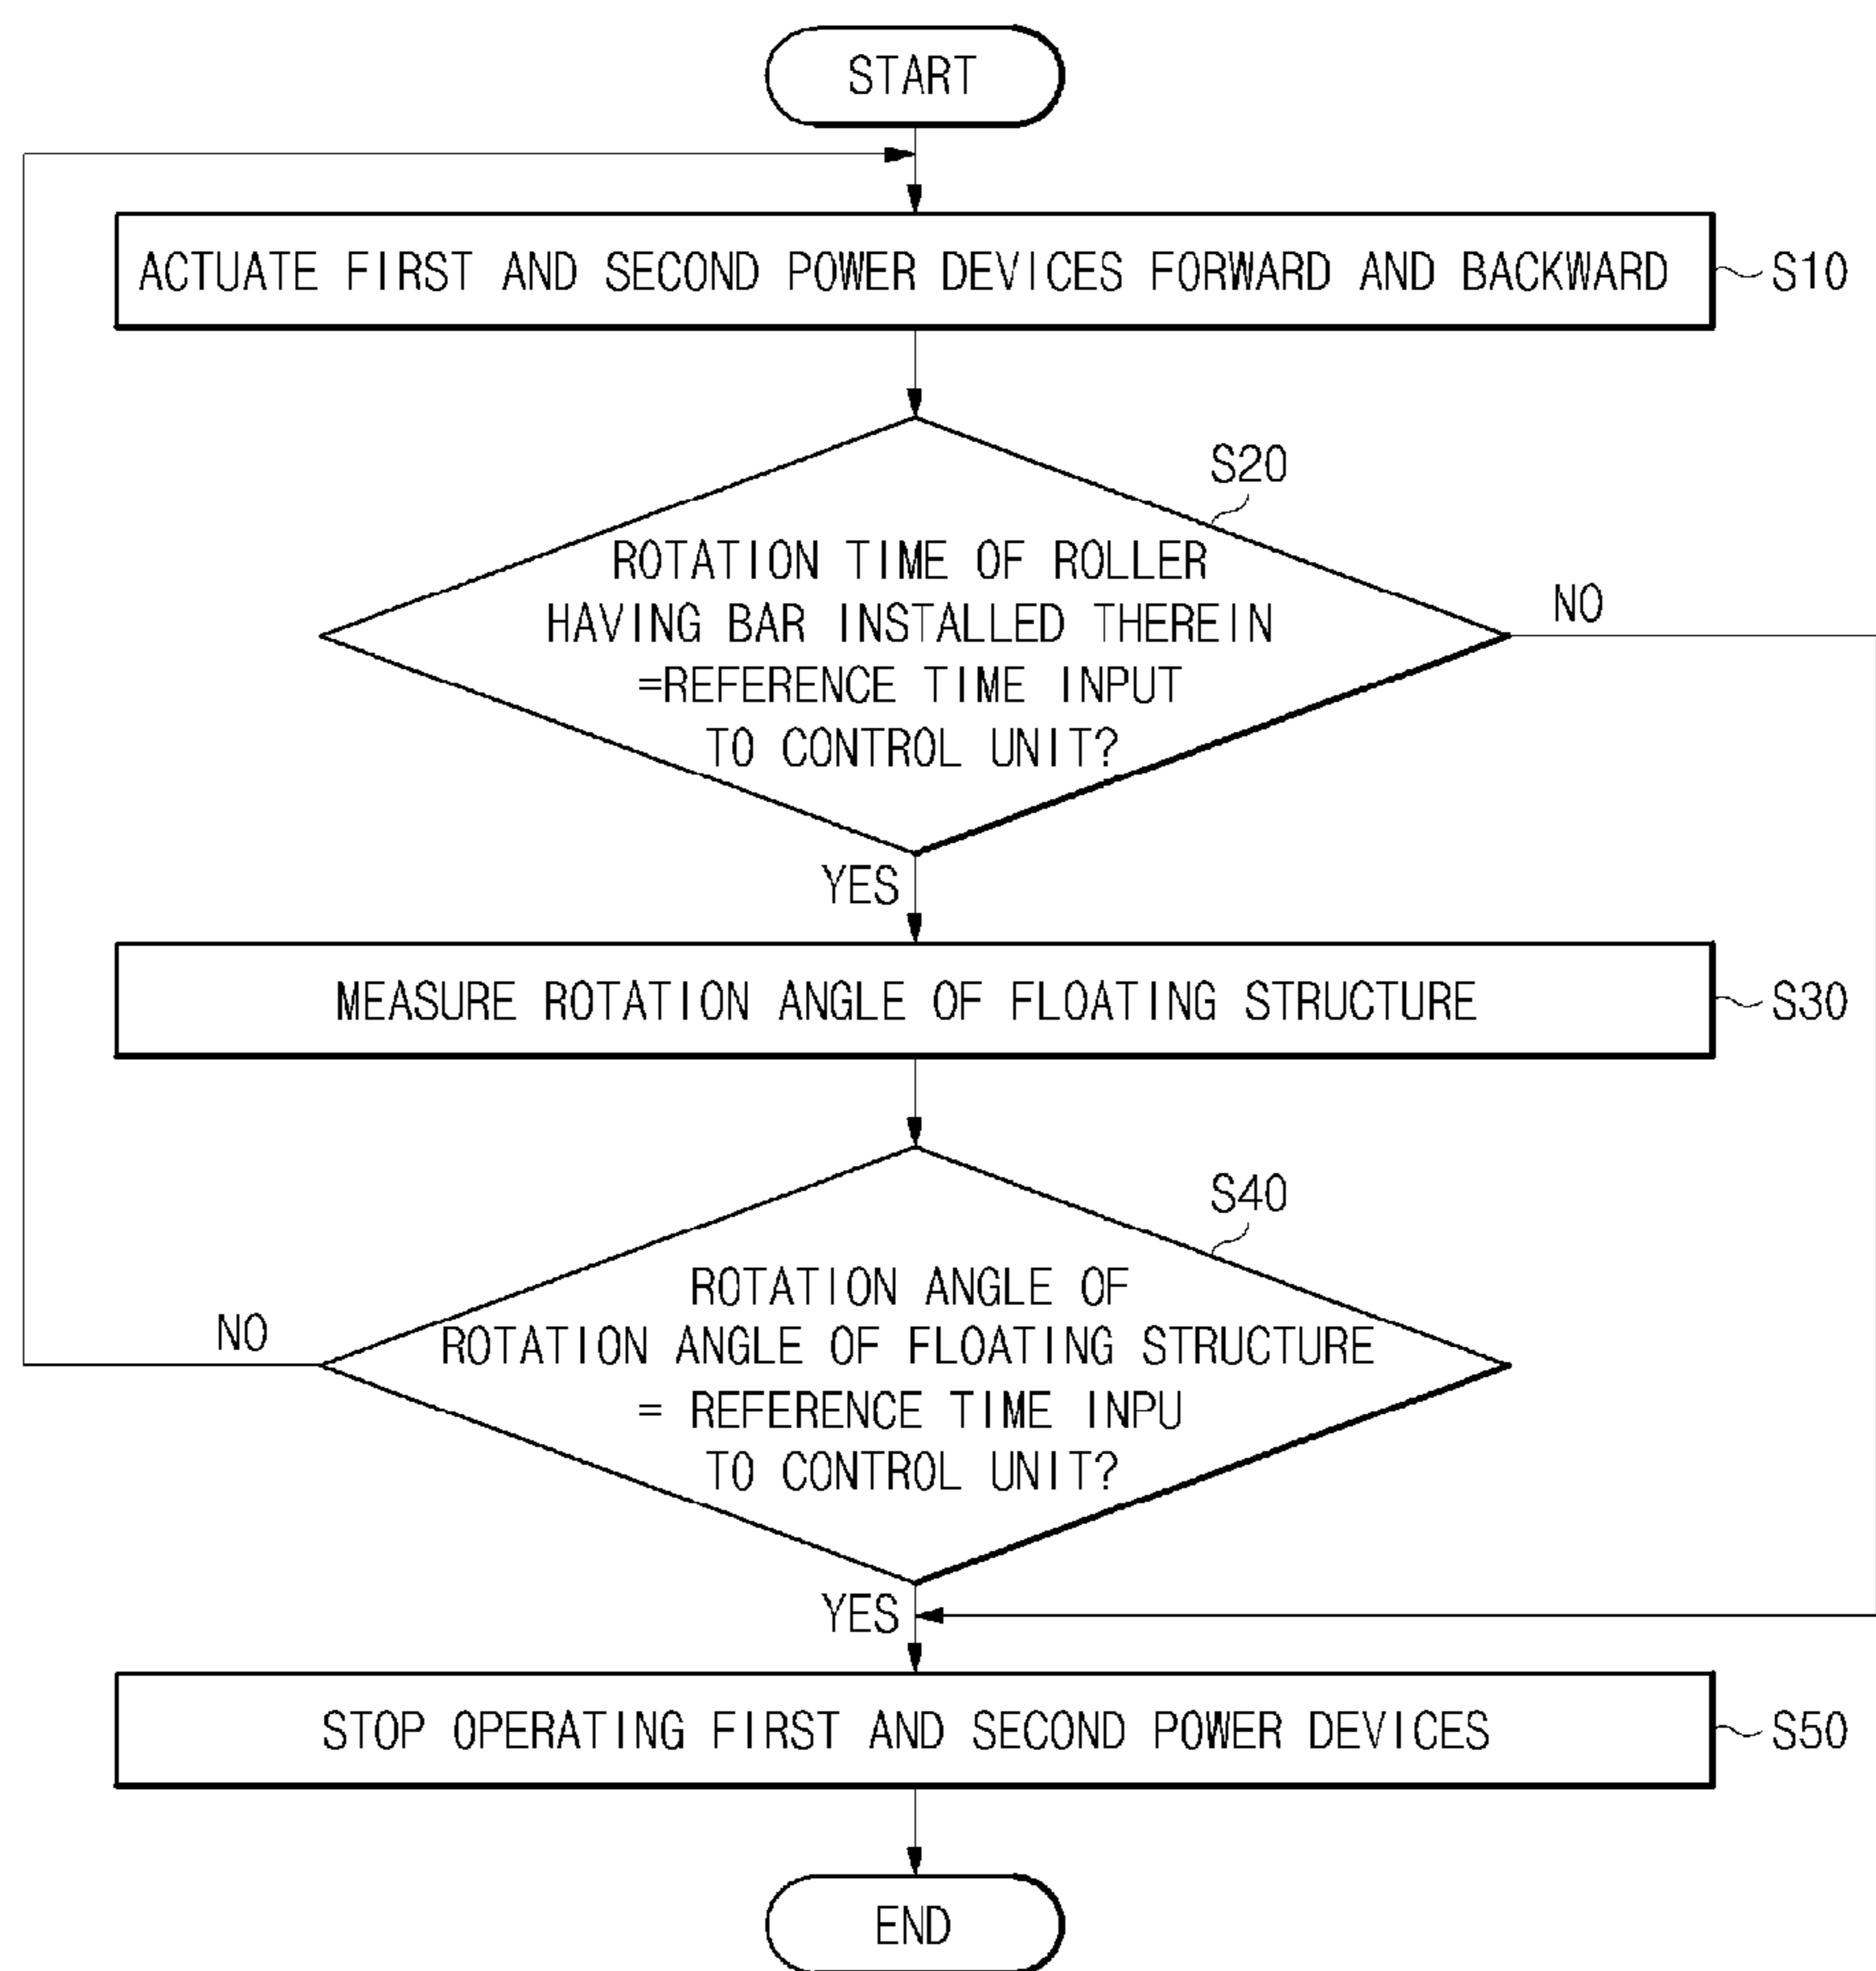 START
ACTUATE FIRST AND SECOND POWER DEVICES FORWARD AND BACKWARD
S10
S20
ROTATION TIME OF ROLLER
HAVING BAR INSTALLED THEREIN
=REFERENCE TIME INPUT
TO CONTROL UNIT?
NO
YES
MEASURE ROTATION ANGLE OF FLOATING STRUCTURE
S30
S40
ROTATION ANGLE OF
ROTATION ANGLE OF FLOATING STRUCTURE
= REFERENCE TIME INPU
TO CONTROL UNIT?
NO
YES
STOP OPERATING FIRST AND SECOND POWER DEVICES
S50
END